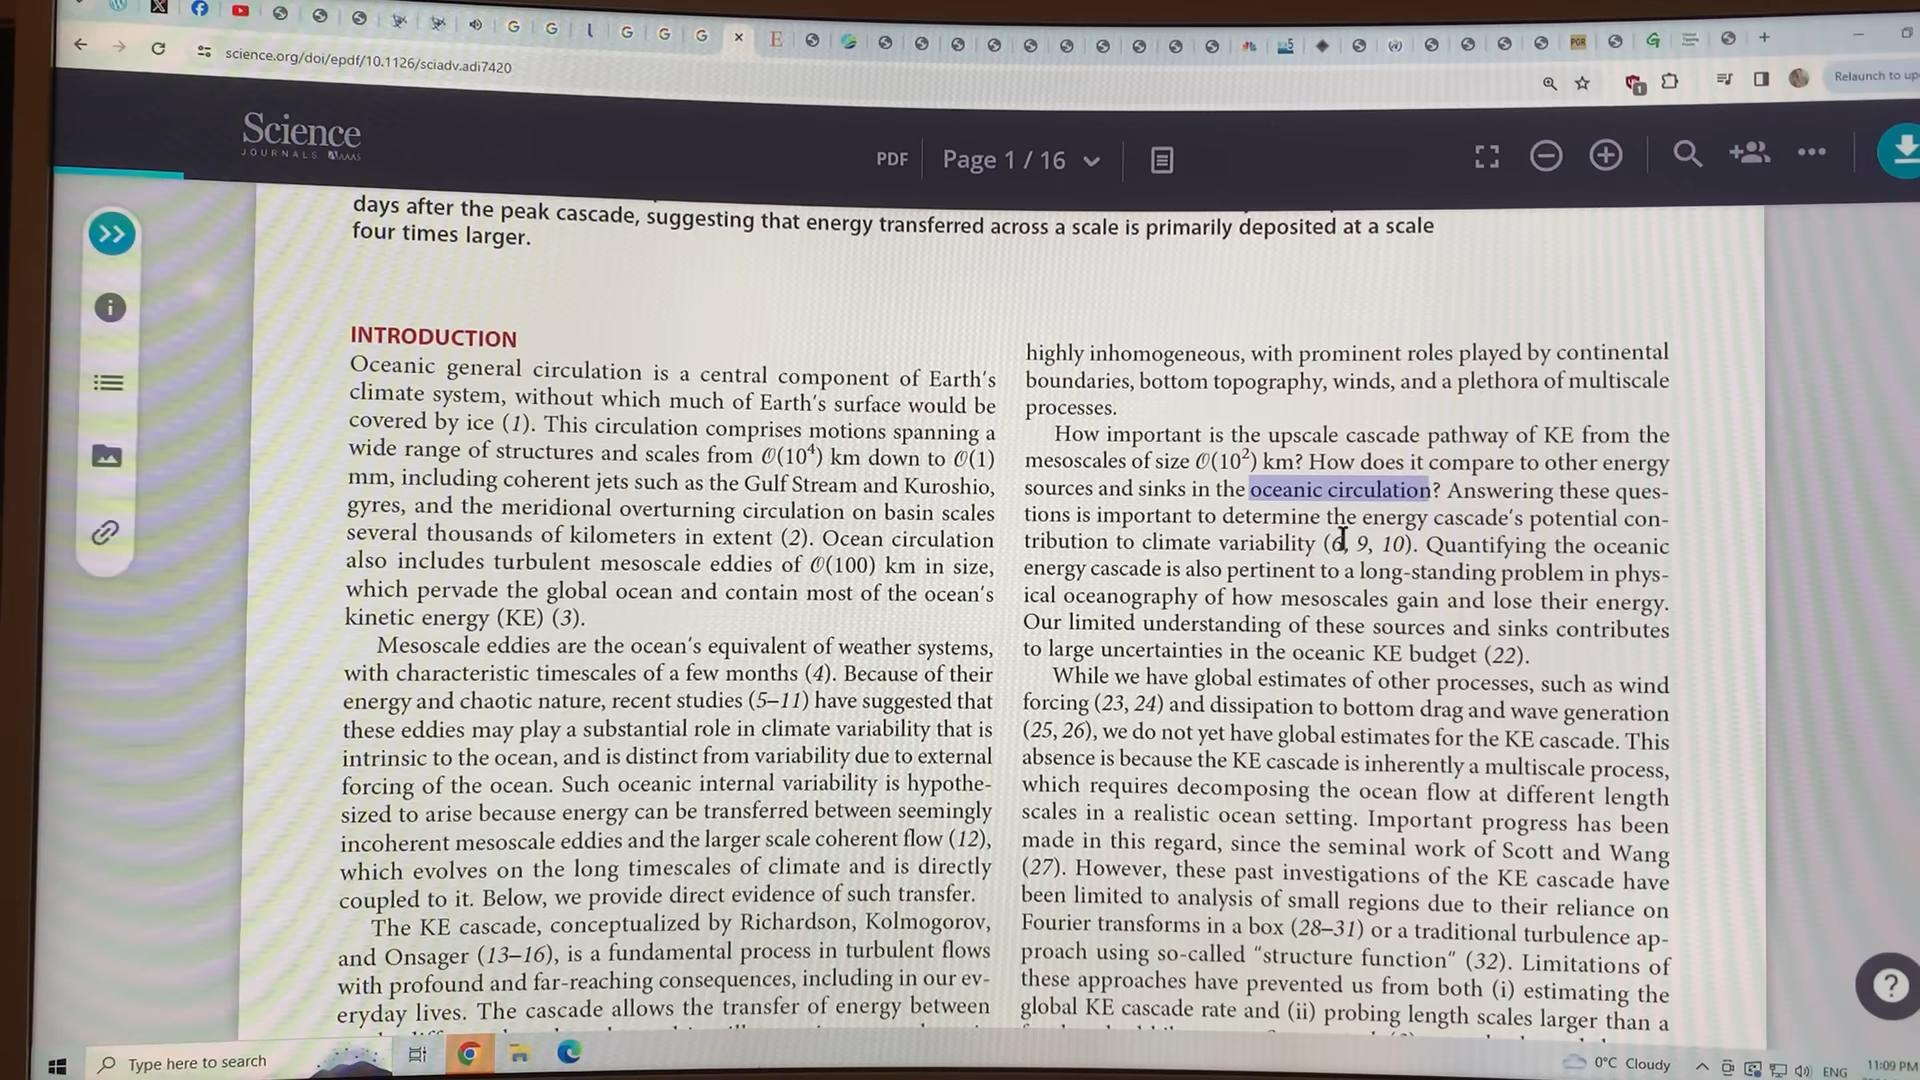 science.org/doi/epdf/10.1126/sciadv.adi7420
Relaunch to up
Science
JOURNALS AAAS
PDF
Page 1 / 16
days after the peak cascade, suggesting that energy transferred across a scale is primarily deposited at a scale
four times larger.
INTRODUCTION
Oceanic general circulation is a central component of Earth's
climate system, without which much of Earth's surface would be
covered by ice (1). This circulation comprises motions spanning a
wide range of structures and scales from 𝒪(10⁴) km down to 𝒪(1)
mm, including coherent jets such as the Gulf Stream and Kuroshio,
gyres, and the meridional overturning circulation on basin scales
several thousands of kilometers in extent (2). Ocean circulation
also includes turbulent mesoscale eddies of 𝒪(100) km in size,
which pervade the global ocean and contain most of the ocean's
kinetic energy (KE) (3).
Mesoscale eddies are the ocean's equivalent of weather systems,
with characteristic timescales of a few months (4). Because of their
energy and chaotic nature, recent studies (5–11) have suggested that
these eddies may play a substantial role in climate variability that is
intrinsic to the ocean, and is distinct from variability due to external
forcing of the ocean. Such oceanic internal variability is hypothe-
sized to arise because energy can be transferred between seemingly
incoherent mesoscale eddies and the larger scale coherent flow (12),
which evolves on the long timescales of climate and is directly
coupled to it. Below, we provide direct evidence of such transfer.
The KE cascade, conceptualized by Richardson, Kolmogorov,
and Onsager (13–16), is a fundamental process in turbulent flows
with profound and far-reaching consequences, including in our ev-
eryday lives. The cascade allows the transfer of energy between
highly inhomogeneous, with prominent roles played by continental
boundaries, bottom topography, winds, and a plethora of multiscale
processes.
How important is the upscale cascade pathway of KE from the
mesoscales of size 𝒪(10²) km? How does it compare to other energy
sources and sinks in the oceanic circulation? Answering these ques-
tions is important to determine the energy cascade's potential con-
tribution to climate variability (6, 9, 10). Quantifying the oceanic
energy cascade is also pertinent to a long-standing problem in phys-
ical oceanography of how mesoscales gain and lose their energy.
Our limited understanding of these sources and sinks contributes
to large uncertainties in the oceanic KE budget (22).
While we have global estimates of other processes, such as wind
forcing (23, 24) and dissipation to bottom drag and wave generation
(25, 26), we do not yet have global estimates for the KE cascade. This
absence is because the KE cascade is inherently a multiscale process,
which requires decomposing the ocean flow at different length
scales in a realistic ocean setting. Important progress has been
made in this regard, since the seminal work of Scott and Wang
(27). However, these past investigations of the KE cascade have
been limited to analysis of small regions due to their reliance on
Fourier transforms in a box (28–31) or a traditional turbulence ap-
proach using so-called “structure function” (32). Limitations of
these approaches have prevented us from both (i) estimating the
global KE cascade rate and (ii) probing length scales larger than a
Type here to search
0°C Cloudy
ENG
11:09 PM